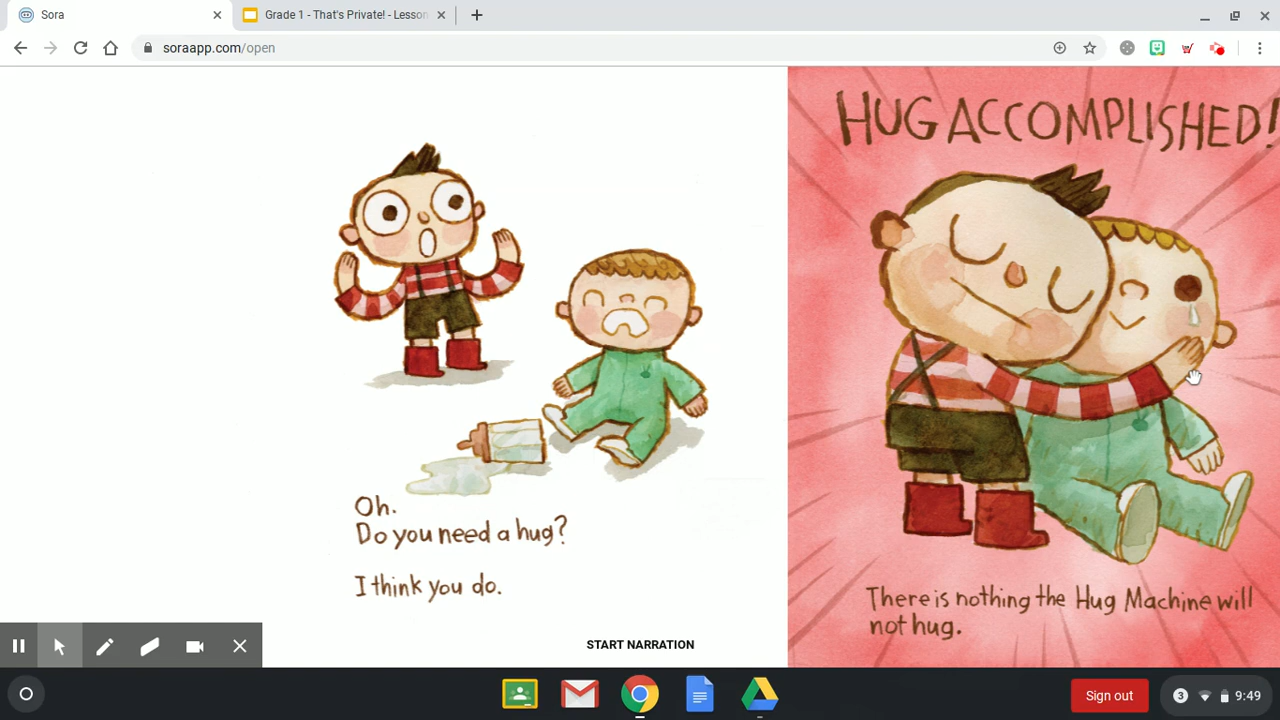 Sora
Grade 1 - That's Private! - Lesson
soraapp.com/open
HUG ACCOMPLISHED!
Oh.
Do you need a hug?
I think you do.
There is nothing the Hug Machine will
not hug.
START NARRATION
Sign out
3
9:49